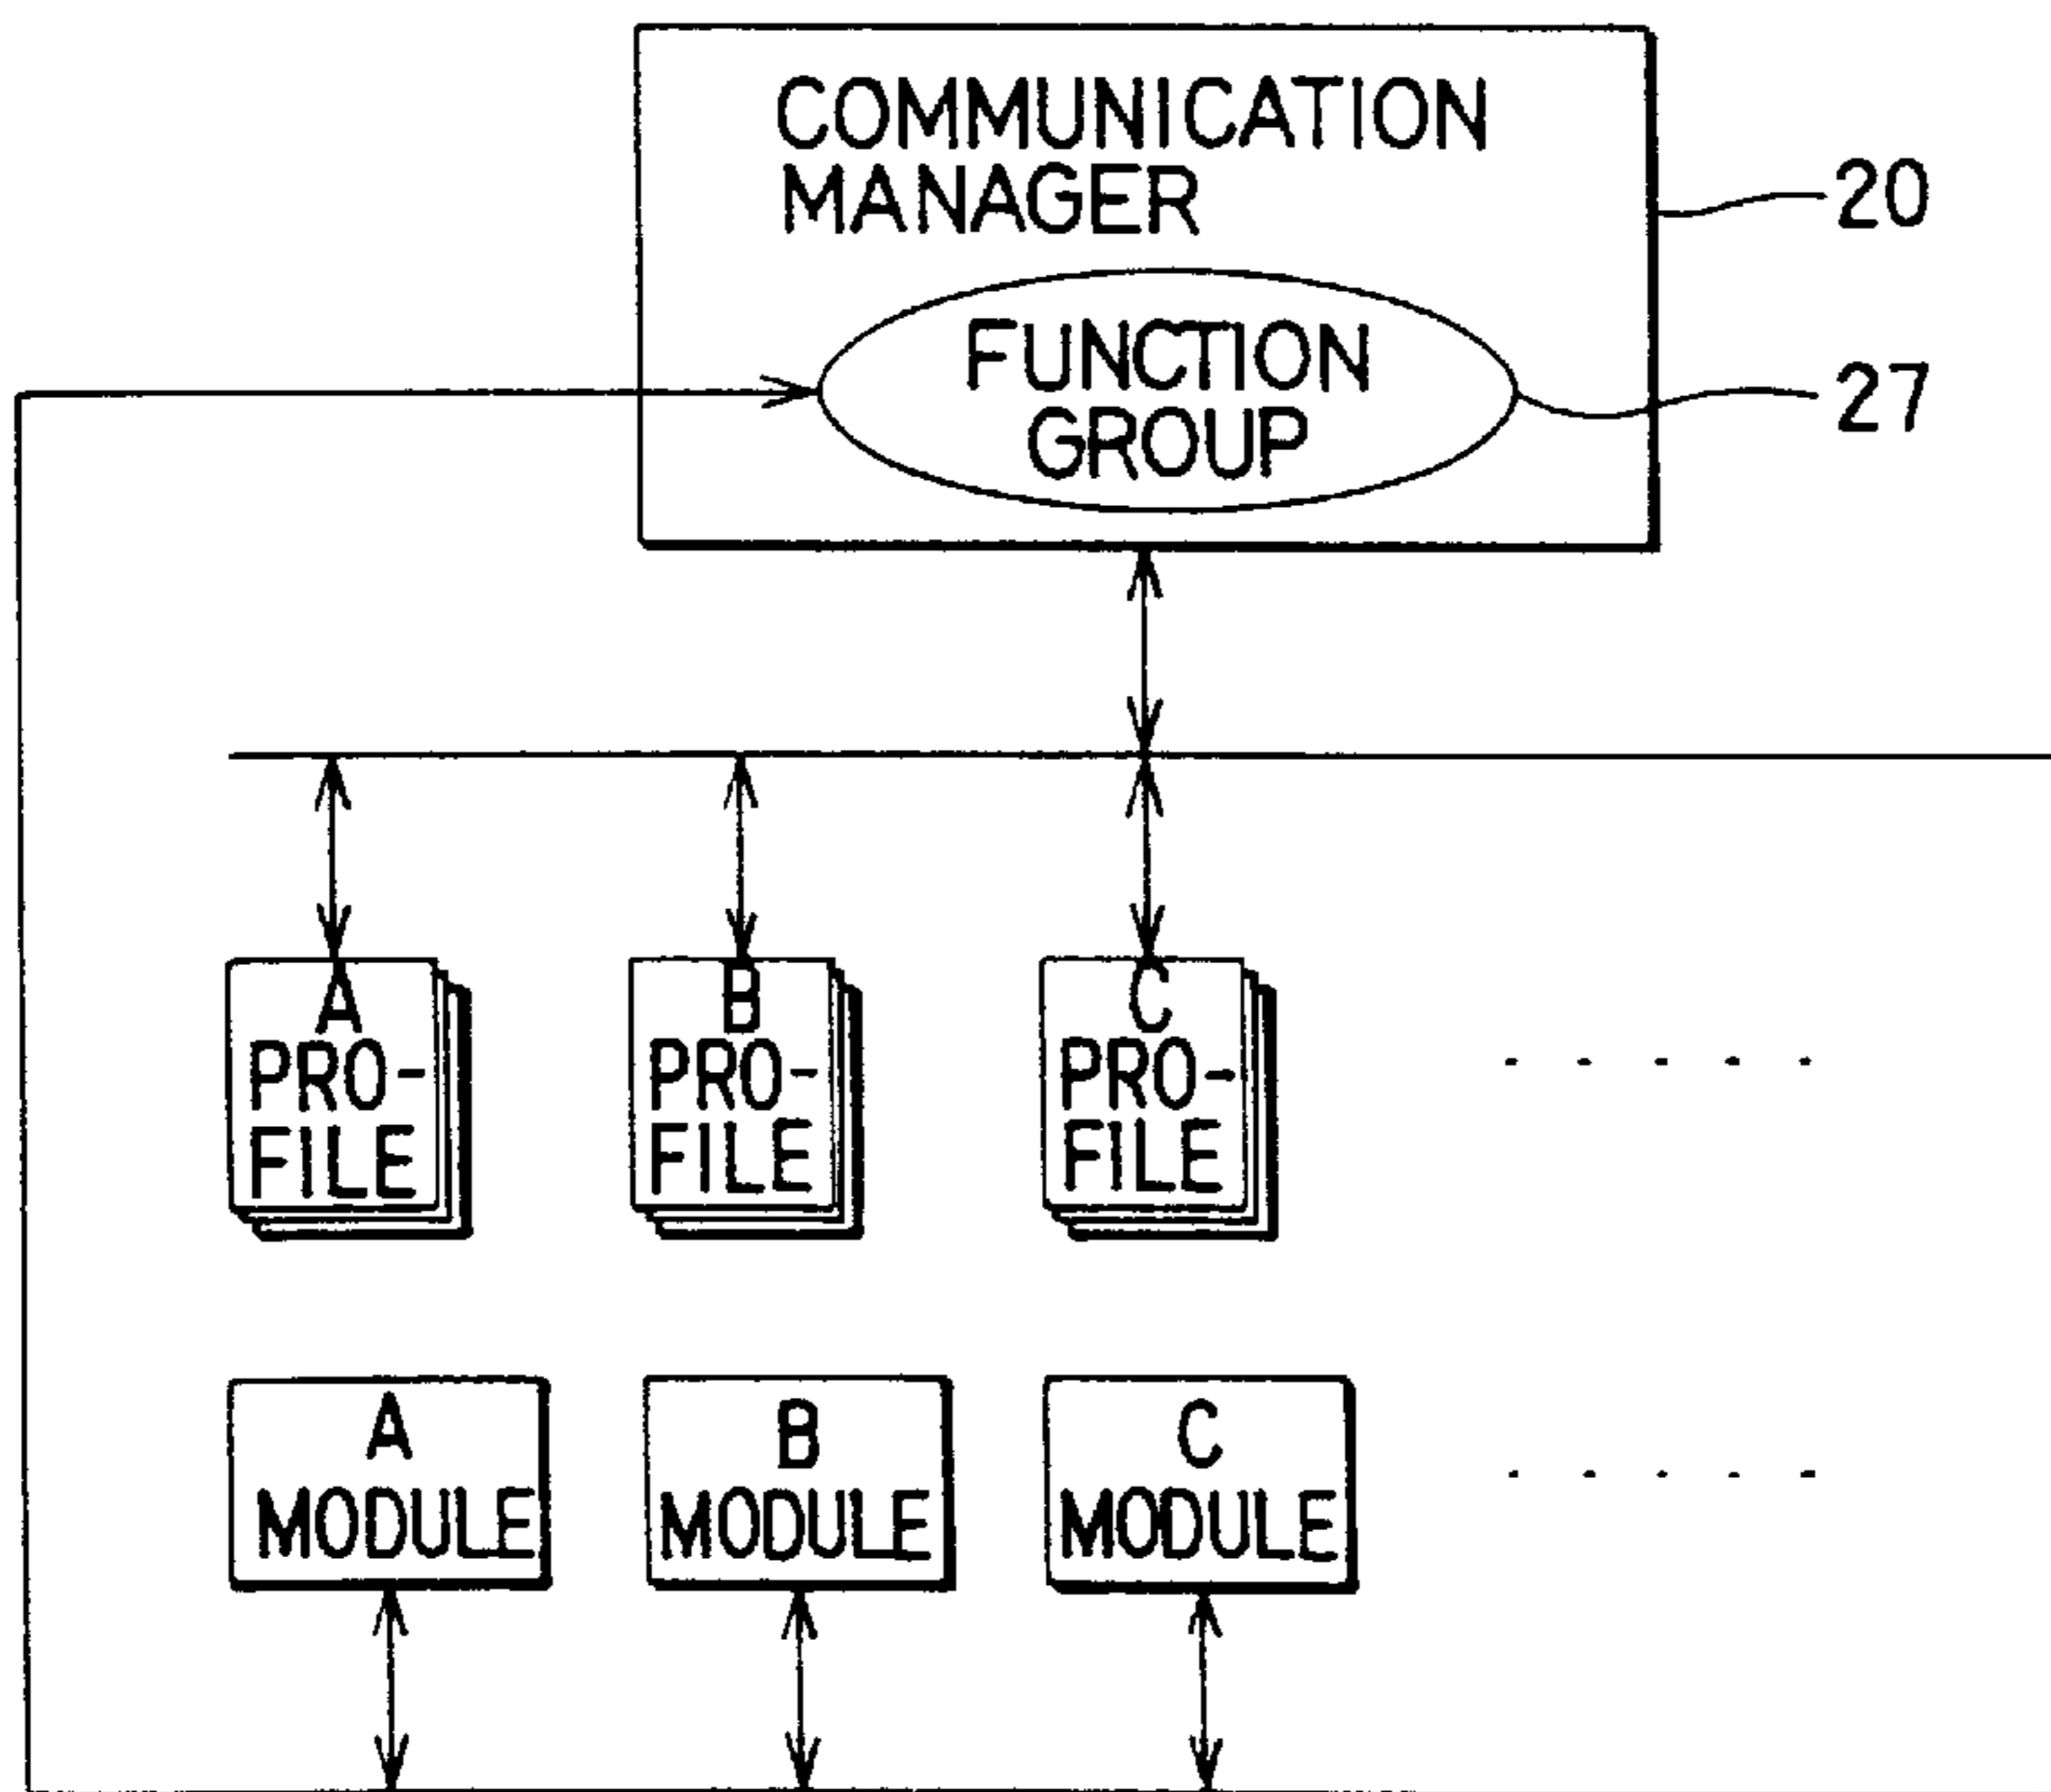 COMMUNICATION
MANAGER
20
FUNCTION
GROUP
27
A
PRO-
FILE
B
PRO-
FILE
C
PRO-
FILE
. . . . .
A
MODULE
B
MODULE
C
MODULE
. . . . .